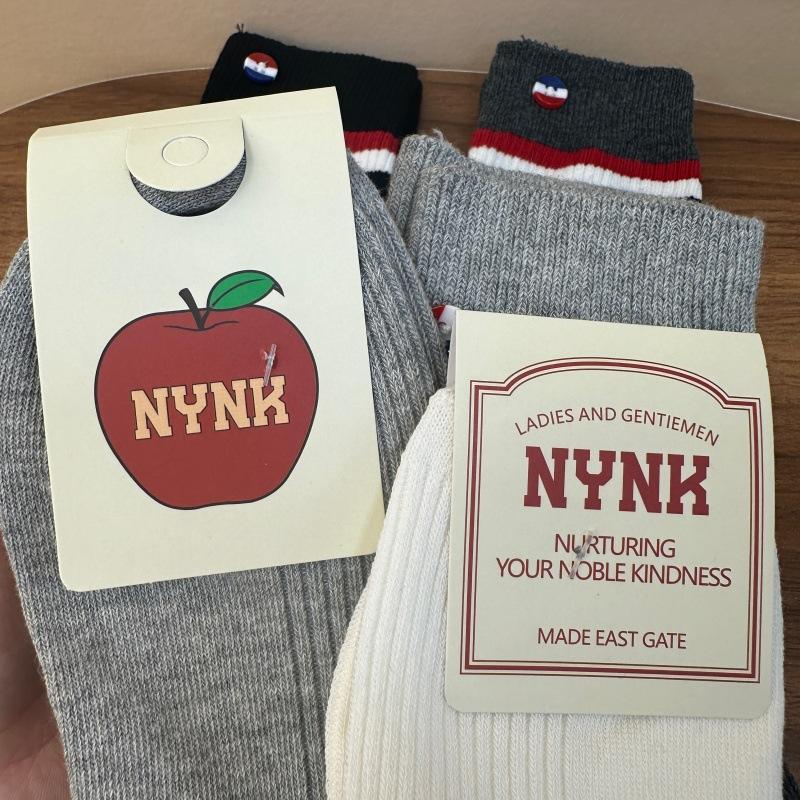 NYNK
LADIES AND GENTIEMEN
NYNK
NURTURING
YOUR NOBLE KINDNESS
MADE EAST GATE